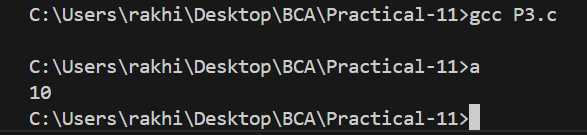 C:\Users\rakhi\Desktop\BCA\Practical-11>gcc P3.c
C:\Users\rakhi\Desktop\BCA\Practical-11>a
10
C:\Users\rakhi\Desktop\BCA\Practical-11>